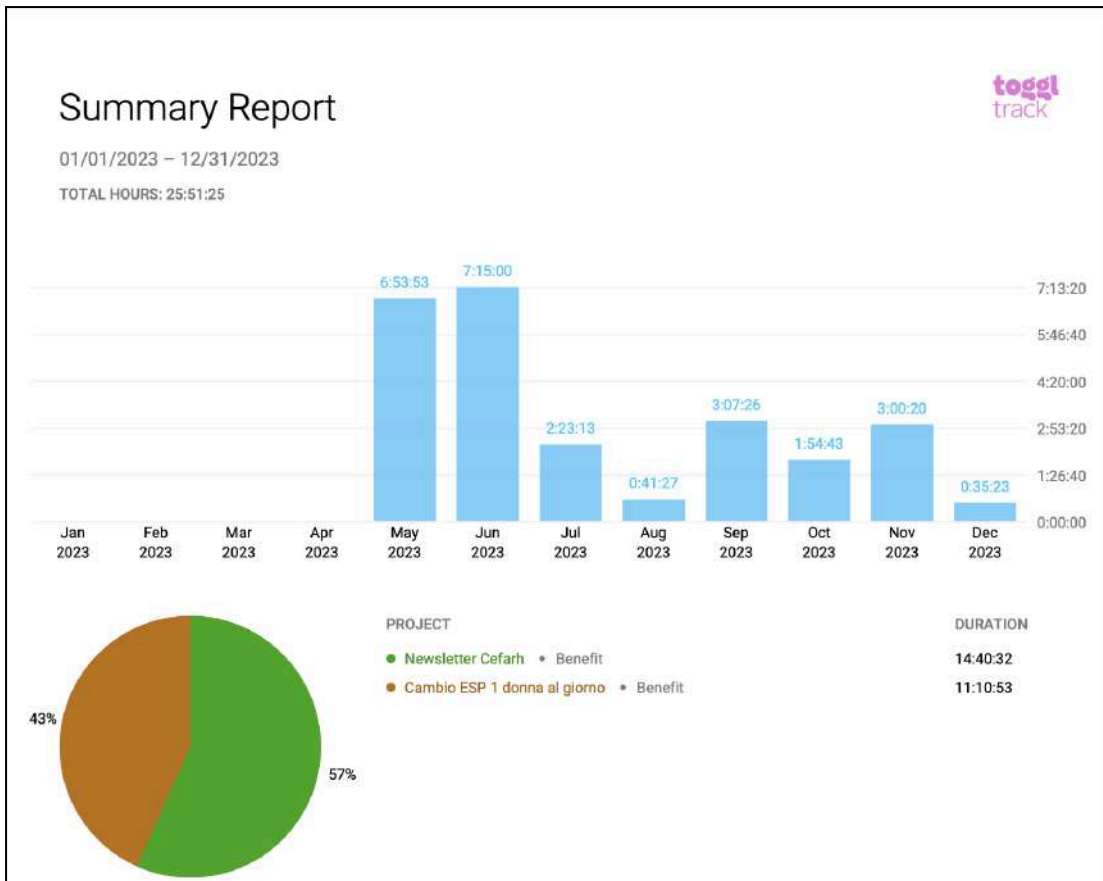 toggl
track
Summary Report
01/01/2023 – 12/31/2023
TOTAL HOURS: 25:51:25
7:15:00
6:53:53
7:13:20
5:46:40
4:20:00
3:07:26
3:00:20
2:53:20
2:23:13
1:54:43
1:26:40
0:41:27
0:35:23
0:00:00
Jan Feb Mar Apr May Jun Jul Aug Sep Oct Nov Dec
2023 2023 2023 2023 2023 2023 2023 2023 2023 2023 2023 2023
PROJECT DURATION
• Newsletter Cefarh • Benefit 14:40:32
• Cambio ESP 1 donna al giorno • Benefit 11:10:53
43%
57%